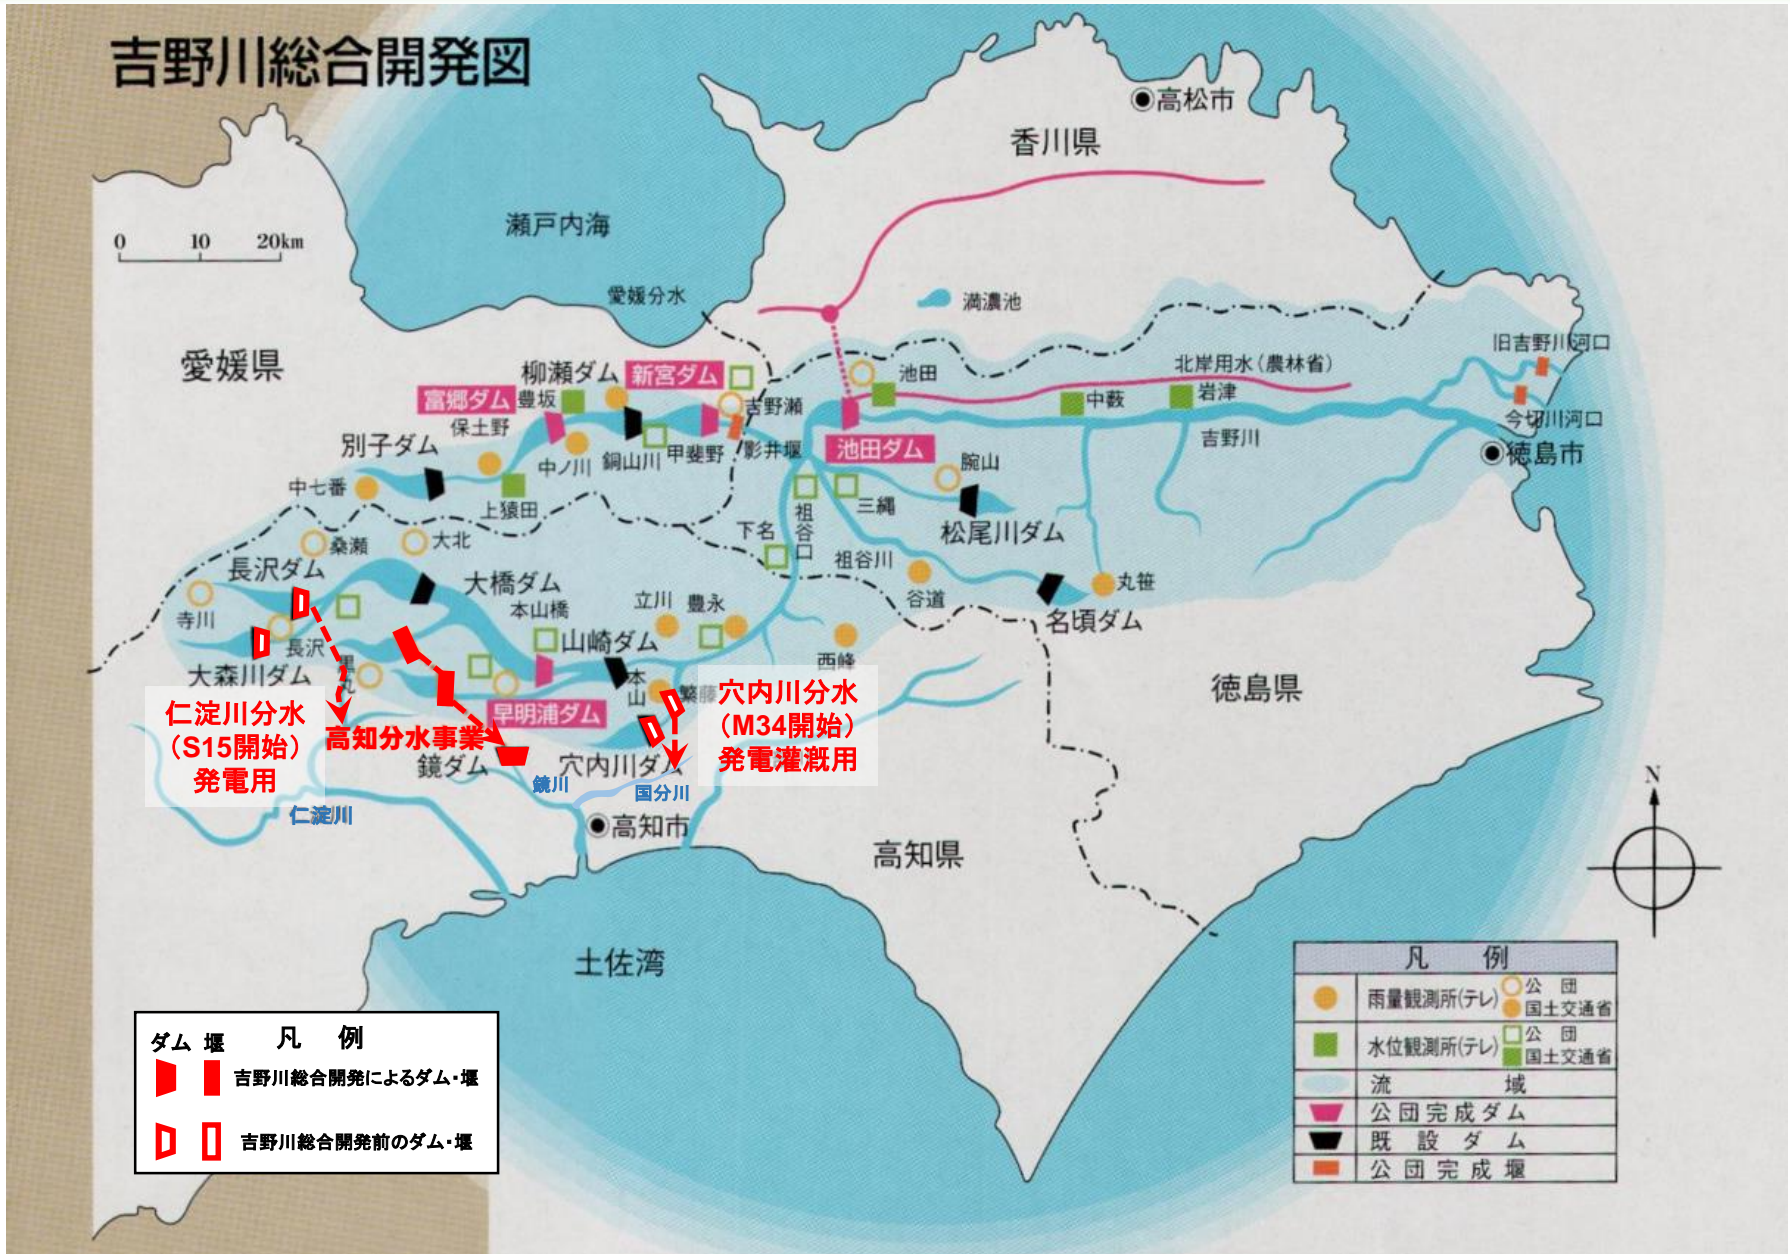 吉野川総合開発図
高松市
香川県
瀬戸内海
0 10 20km
愛媛分水
満濃池
愛媛県
旧吉野川河口
北岸用水(農林省)
柳瀬ダム
新宮ダム
池田
富郷ダム
豊坂
吉野瀬
中藪
岩津
今切川河口
保土野
別子ダム
中ノ川
銅山川
甲斐野
影井堰
池田ダム
吉野川
徳島市
腕山
中七番
上猿田
三縄
祖谷口
下名
松尾川ダム
桑瀬
大北
長沢ダム
大橋ダム
祖谷川
丸笹
寺川
本山橋
立川
豊永
谷道
名頃ダム
長沢
山崎ダム
西峰
大森川ダム
黒丸
本山
繁藤
徳島県
仁淀川分水
(S15開始)
発電用
早明浦ダム
穴内川分水
(M34開始)
発電灌漑用
高知分水事業
鏡ダム
穴内川ダム
鏡川
国分川
仁淀川
高知市
高知県
N
土佐湾
凡 例
雨量観測所(テレ)
公団
国土交通省
水位観測所(テレ)
公団
国土交通省
流域
公団完成ダム
既設ダム
公団完成堰
ダム 堰 凡 例
吉野川総合開発によるダム・堰
吉野川総合開発前のダム・堰